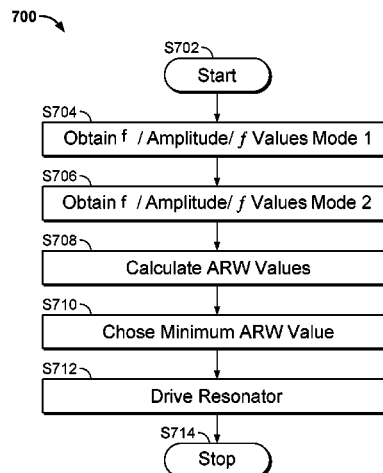 700
S702
Start
S704
Obtain f / Amplitude/ ƒ Values Mode 1
S706
Obtain f / Amplitude/ ƒ Values Mode 2
S708
Calculate ARW Values
S710
Chose Minimum ARW Value
S712
Drive Resonator
S714
Stop